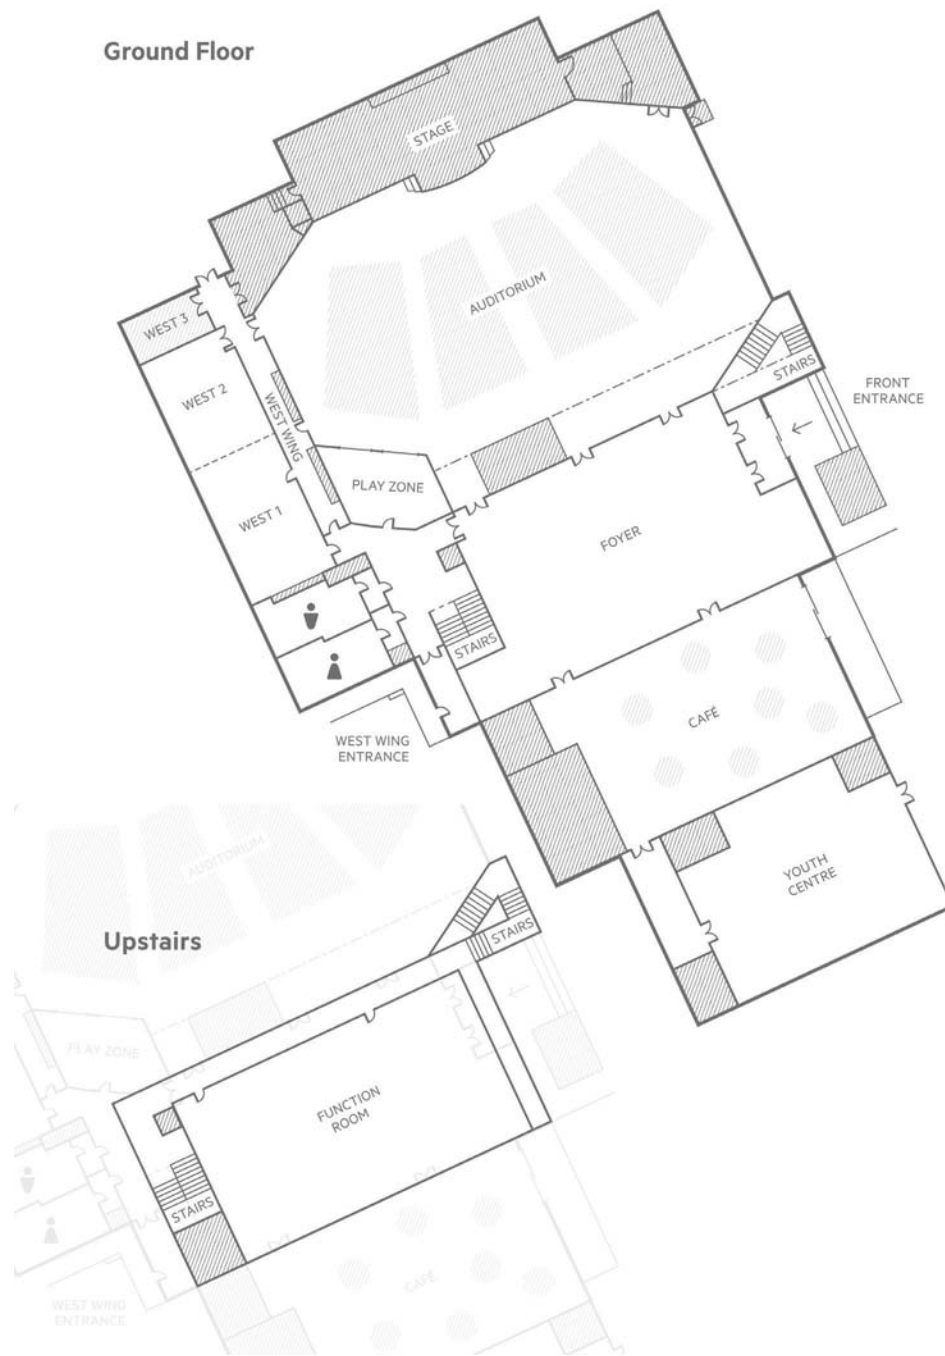 Ground Floor
STAGE
AUDITORIUM
WEST 3
WEST 2
WEST WING
WEST 1
PLAY ZONE
STAIRS
FRONT
ENTRANCE
FOYER
STAIRS
CAFÉ
WEST WING
ENTRANCE
YOUTH
CENTRE
AUDITORIUM
Upstairs
STAIRS
PLAY ZONE
FUNCTION
ROOM
STAIRS
CAFÉ
WEST WING
ENTRANCE